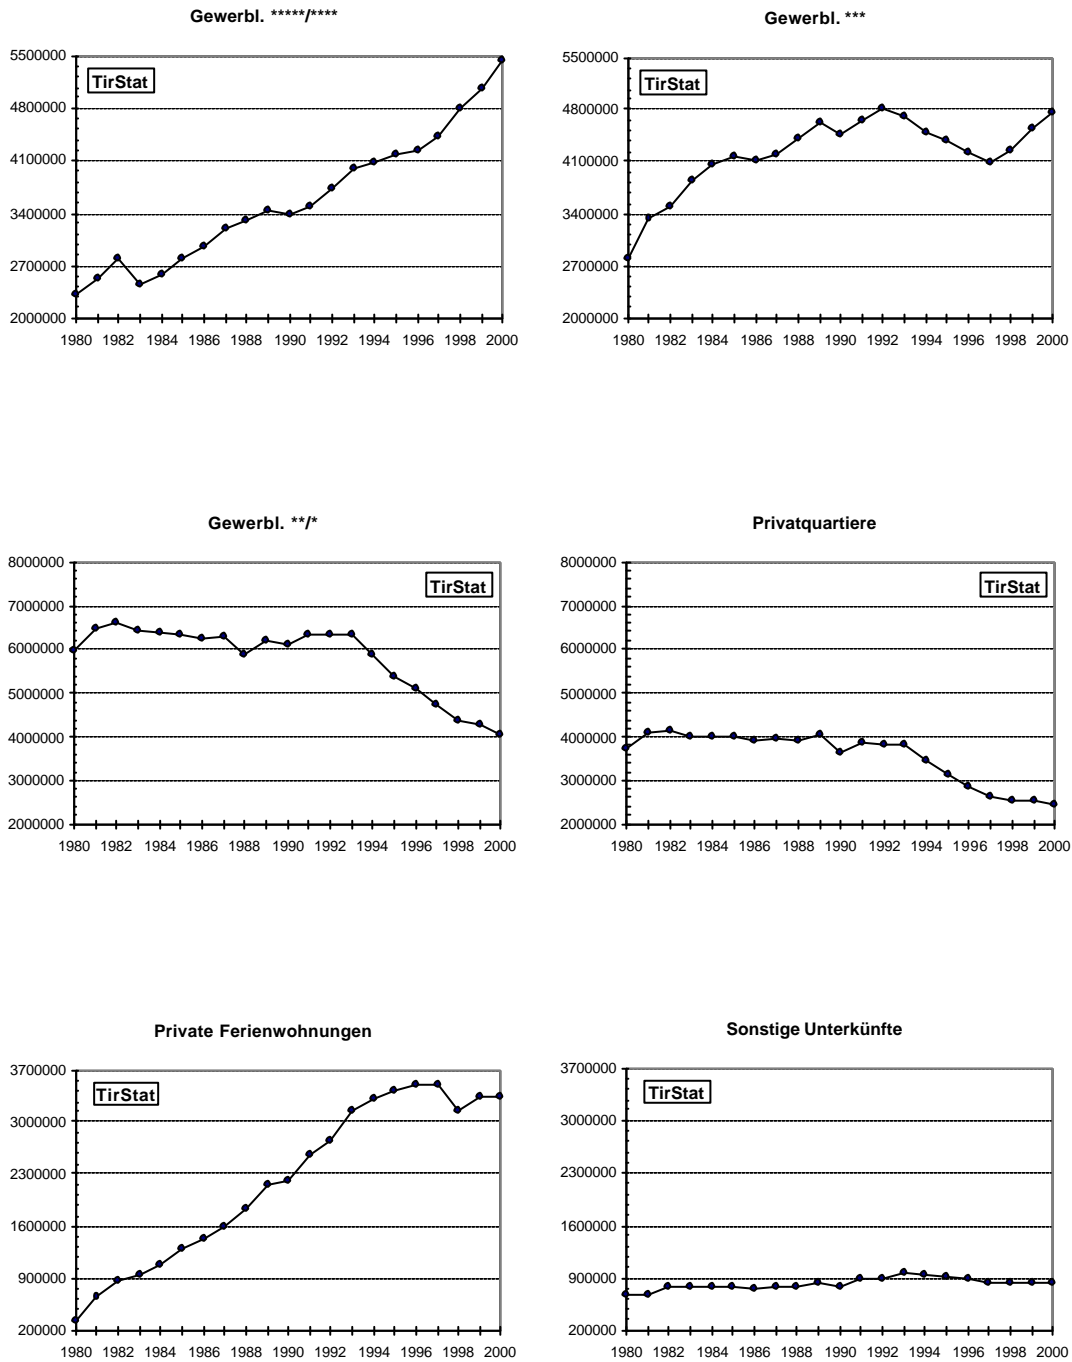 Gewerbl. *****/****
5500000
TirStat
4800000
4100000
3400000
2700000
2000000
1980 1982 1984 1986 1988 1990 1992 1994 1996 1998 2000
Gewerbl. ***
5500000
TirStat
4800000
4100000
3400000
2700000
2000000
1980 1982 1984 1986 1988 1990 1992 1994 1996 1998 2000
Gewerbl. **/*
8000000
TirStat
7000000
6000000
5000000
4000000
3000000
2000000
1980 1982 1984 1986 1988 1990 1992 1994 1996 1998 2000
Privatquartiere
8000000
TirStat
7000000
6000000
5000000
4000000
3000000
2000000
1980 1982 1984 1986 1988 1990 1992 1994 1996 1998 2000
Private Ferienwohnungen
3700000
TirStat
3000000
2300000
1600000
900000
200000
1980 1982 1984 1986 1988 1990 1992 1994 1996 1998 2000
Sonstige Unterkünfte
3700000
TirStat
3000000
2300000
1600000
900000
200000
1980 1982 1984 1986 1988 1990 1992 1994 1996 1998 2000